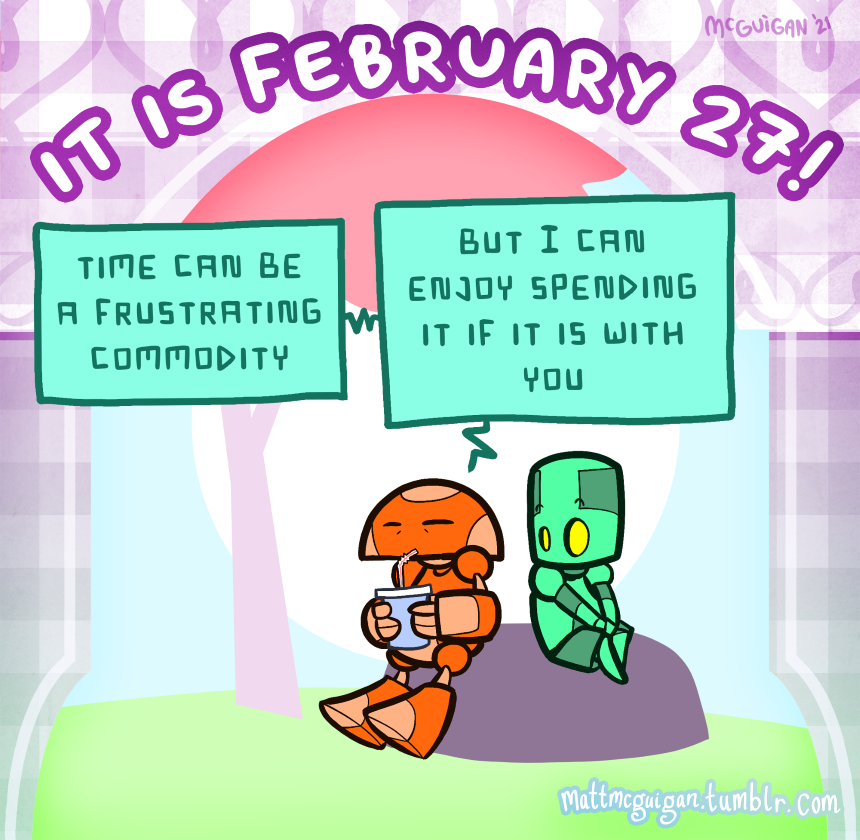 McGUiGAN '21
IT IS FEBRUARY 27!
TIME CAN BE
A FRUSTRATING
COMMODITY
BUT I CAN
ENJOY SPENDING
IT IF IT IS WITH
YOU
mattmcguigan.tumblr.com